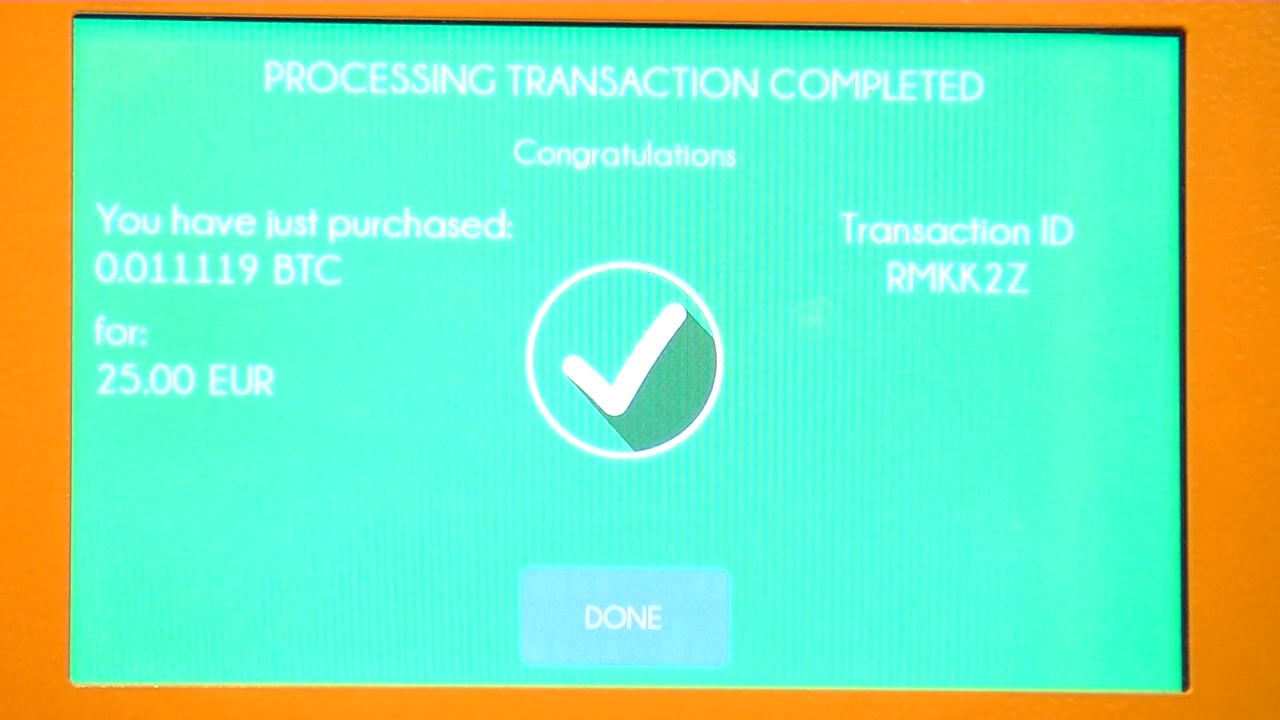 PROCESSING TRANSACTION COMPLETED
Congratulations
You have just purchased:
0.011119 BTC
for:
25.00 EUR
Transaction ID
RMKK2Z
DONE